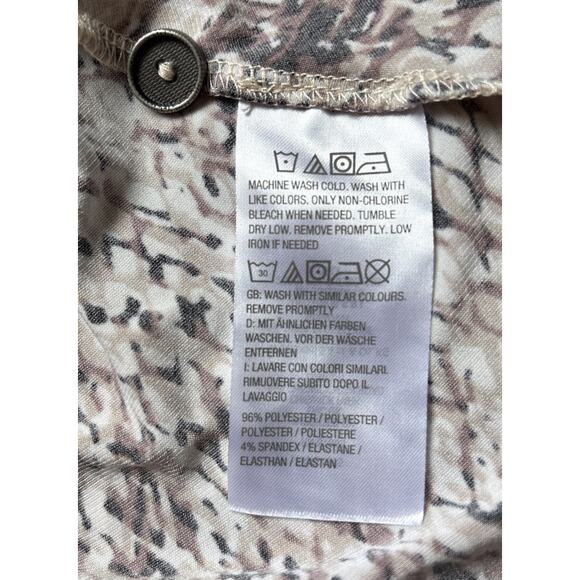 MACHINE WASH COLD. WASH WITH
LIKE COLORS. ONLY NON-CHLORINE
BLEACH WHEN NEEDED. TUMBLE
DRY LOW. REMOVE PROMPTLY. LOW
IRON IF NEEDED
30
GB: WASH WITH SIMILAR COLOURS.
REMOVE PROMPTLY
D: MIT ÄHNLICHEN FARBEN
WASCHEN. VOR DER WÄSCHE
ENTFERNEN
I: LAVARE CON COLORI SIMILARI.
RIMUOVERE SUBITO DOPO IL
LAVAGGIO
96% POLYESTER / POLYESTER /
POLYESTER / POLIESTERE
4% SPANDEX / ELASTANE /
ELASTHAN / ELASTAN